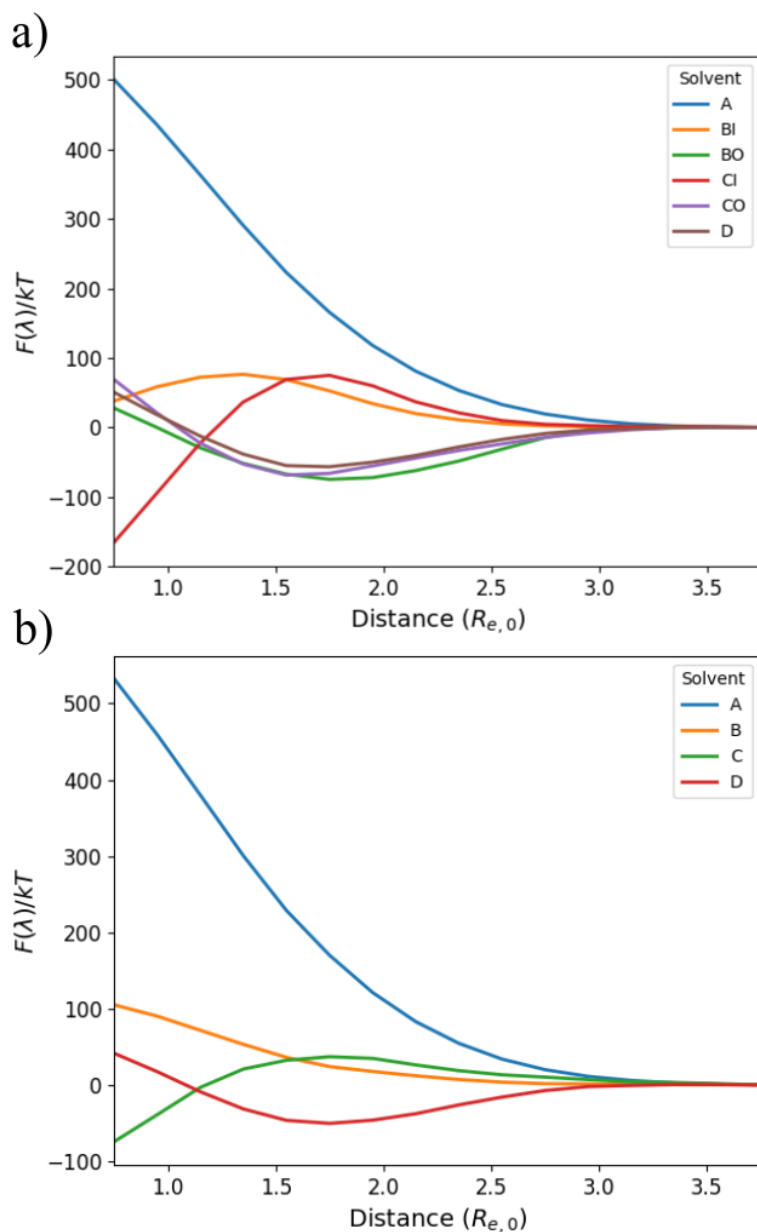 a)
500
400
300
200
100
0
−100
−200
F(λ)/kT
1.0 1.5 2.0 2.5 3.0 3.5
Distance (Re,0)
Solvent
A
BI
BO
CI
CO
D
b)
500
400
300
200
100
0
−100
F(λ)/kT
1.0 1.5 2.0 2.5 3.0 3.5
Distance (Re,0)
Solvent
A
B
C
D